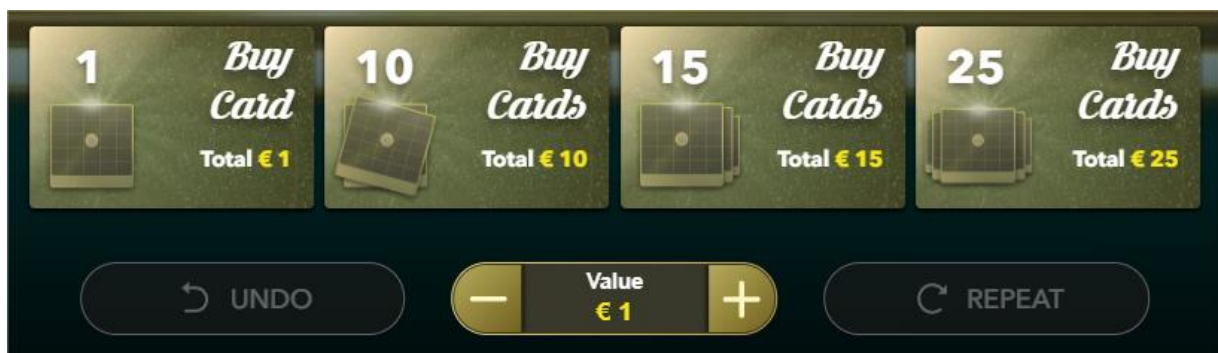 1
Buy
Card
Total € 1
10
Buy
Cards
Total € 10
15
Buy
Cards
Total € 15
25
Buy
Cards
Total € 25
UNDO
Value
€ 1
REPEAT